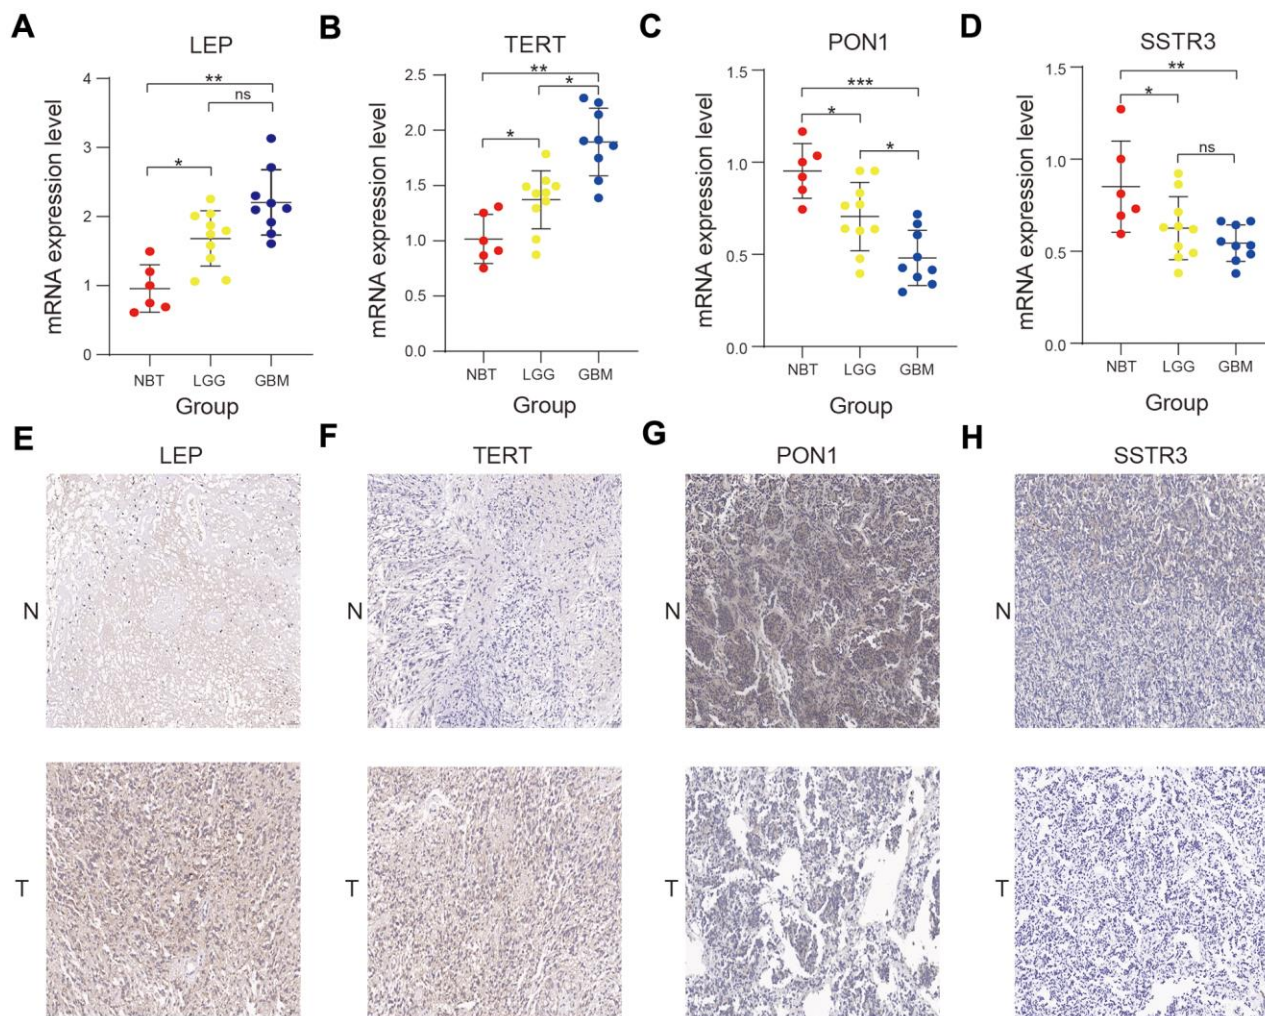 A
LEP
mRNA expression level
4
3
2
1
0
**
ns
*
NBT LGG GBM
Group
B
TERT
mRNA expression level
2.5
2.0
1.5
1.0
0.5
0.0
**
*
*
NBT LGG GBM
Group
C
PON1
mRNA expression level
1.5
1.0
0.5
0.0
***
*
*
NBT LGG GBM
Group
D
SSTR3
mRNA expression level
1.5
1.0
0.5
0.0
**
*
ns
NBT LGG GBM
Group
E
LEP
N
T
F
TERT
N
T
G
PON1
N
T
H
SSTR3
N
T